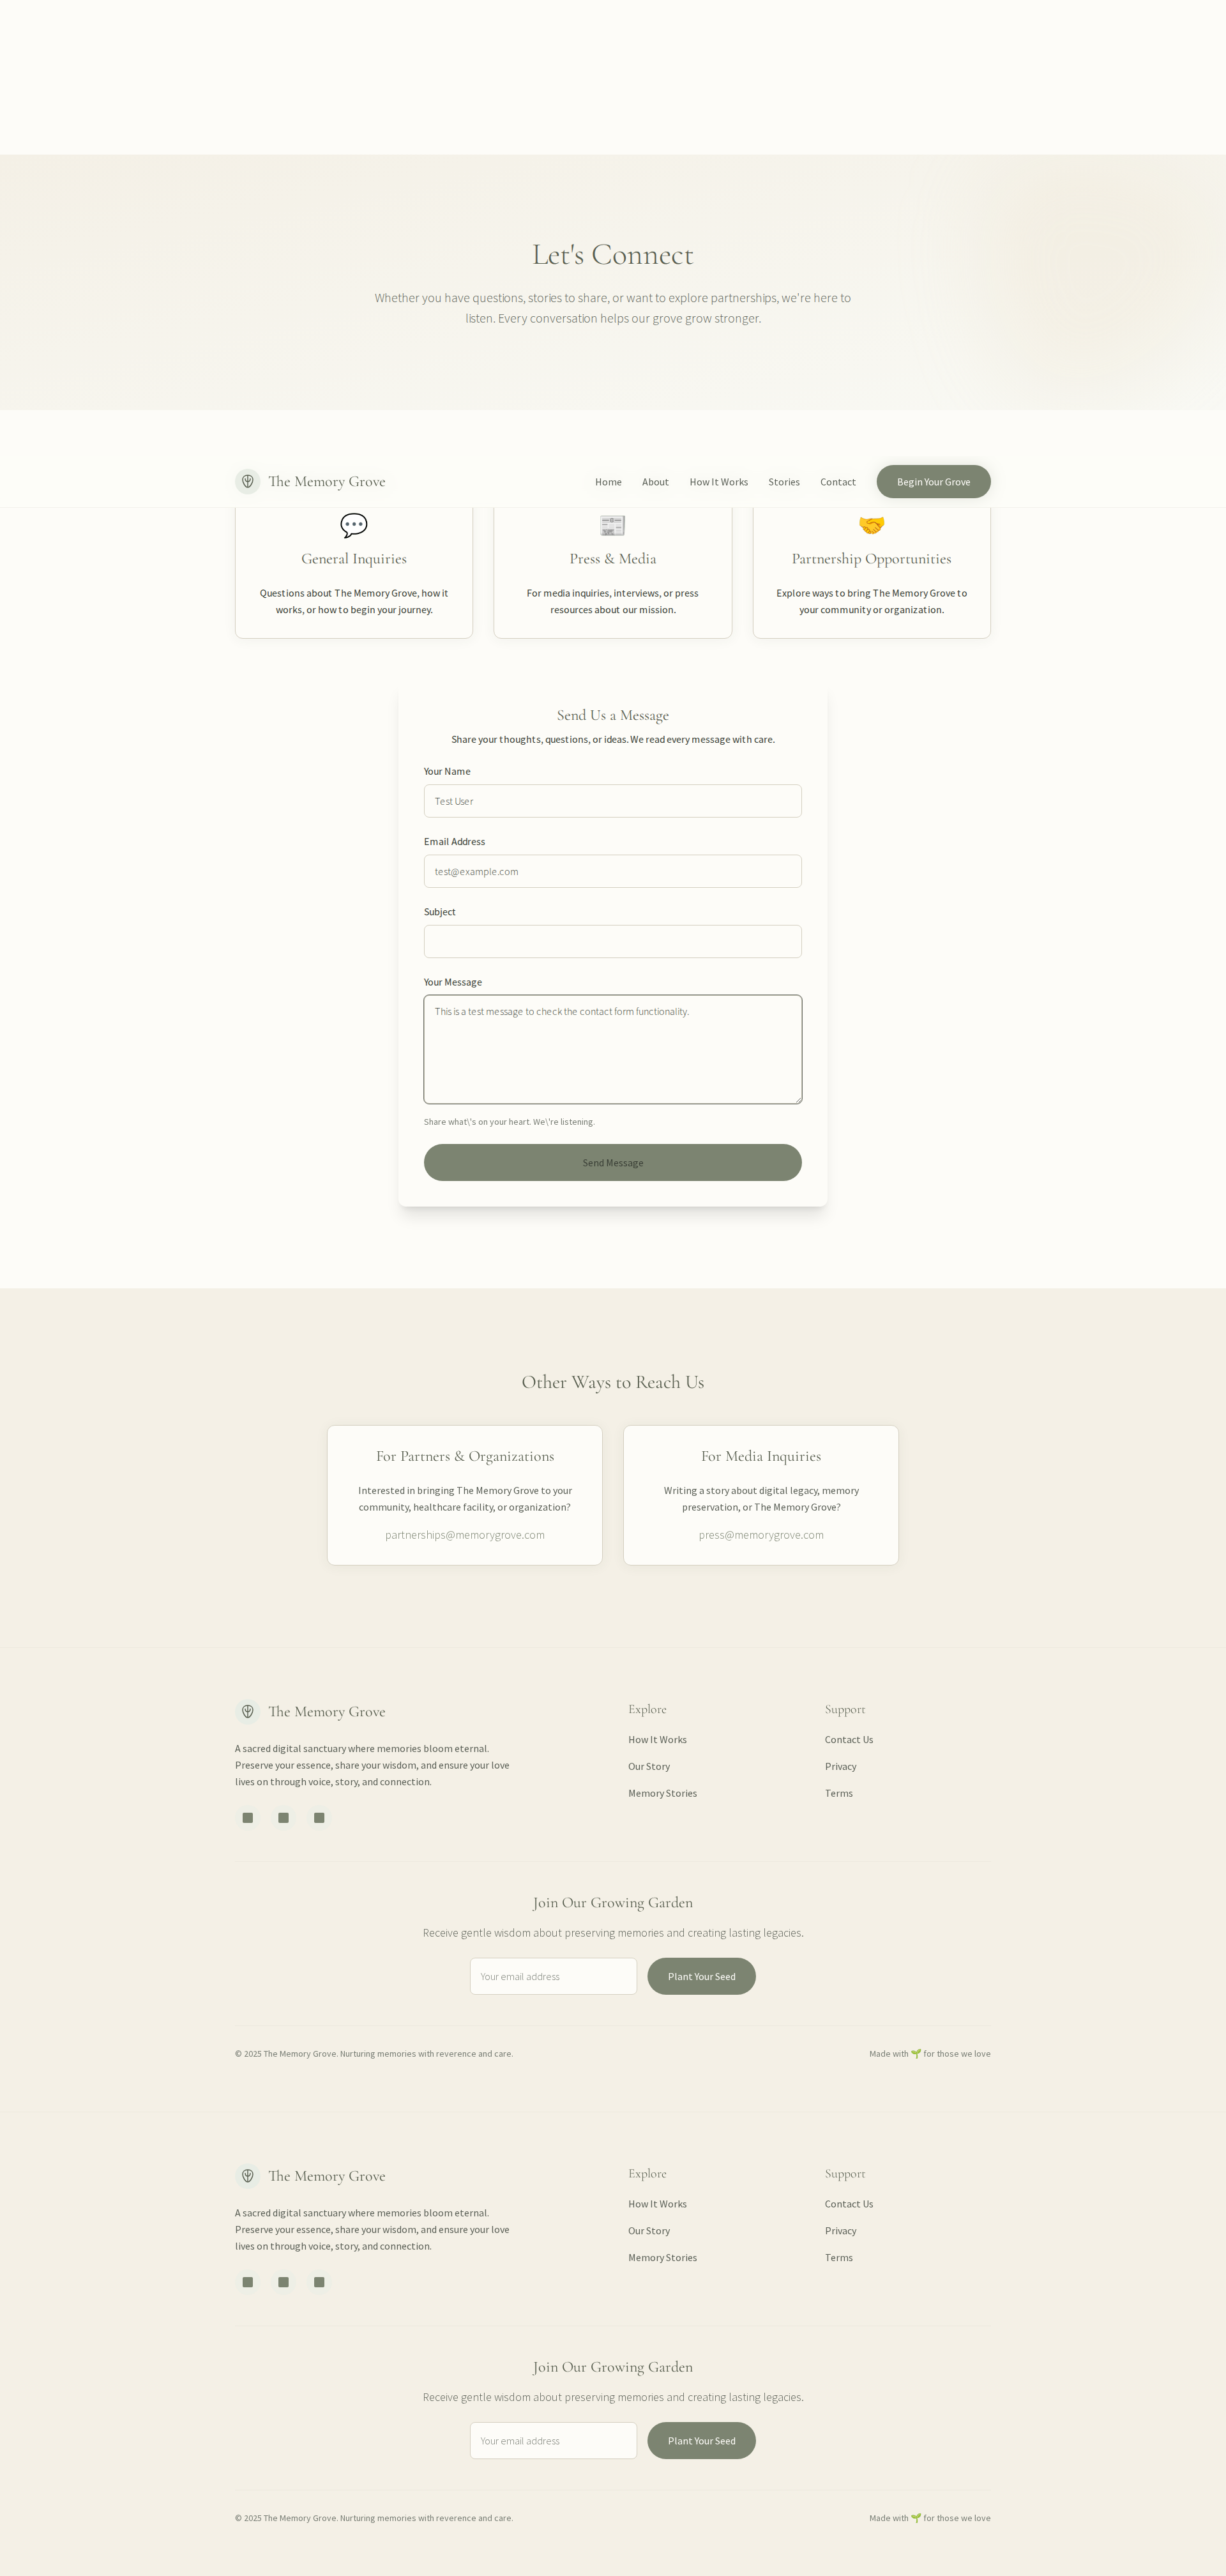 Let's Connect
Whether you have questions, stories to share, or want to explore partnerships, we're here to
listen. Every conversation helps our grove grow stronger.
The Memory Grove
Home
About
How It Works
Stories
Contact
Begin Your Grove
General Inquiries
Questions about The Memory Grove, how it
works, or how to begin your journey.
Press & Media
For media inquiries, interviews, or press
resources about our mission.
Partnership Opportunities
Explore ways to bring The Memory Grove to
your community or organization.
Send Us a Message
Share your thoughts, questions, or ideas. We read every message with care.
Your Name
Test User
Email Address
test@example.com
Subject
Your Message
This is a test message to check the contact form functionality.
Share what\'s on your heart. We\'re listening.
Send Message
Other Ways to Reach Us
For Partners & Organizations
Interested in bringing The Memory Grove to your
community, healthcare facility, or organization?
partnerships@memorygrove.com
For Media Inquiries
Writing a story about digital legacy, memory
preservation, or The Memory Grove?
press@memorygrove.com
The Memory Grove
A sacred digital sanctuary where memories bloom eternal.
Preserve your essence, share your wisdom, and ensure your love
lives on through voice, story, and connection.
Explore
How It Works
Our Story
Memory Stories
Support
Contact Us
Privacy
Terms
Join Our Growing Garden
Receive gentle wisdom about preserving memories and creating lasting legacies.
Your email address
Plant Your Seed
© 2025 The Memory Grove. Nurturing memories with reverence and care.
Made with 🌱 for those we love
The Memory Grove
A sacred digital sanctuary where memories bloom eternal.
Preserve your essence, share your wisdom, and ensure your love
lives on through voice, story, and connection.
Explore
How It Works
Our Story
Memory Stories
Support
Contact Us
Privacy
Terms
Join Our Growing Garden
Receive gentle wisdom about preserving memories and creating lasting legacies.
Your email address
Plant Your Seed
© 2025 The Memory Grove. Nurturing memories with reverence and care.
Made with 🌱 for those we love